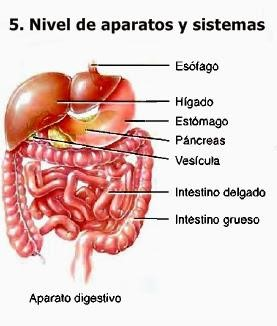 5. Nivel de aparatos y sistemas
Esófago
Hígado
Estómago
Páncreas
Vesícula
Intestino delgado
Intestino grueso
Aparato digestivo